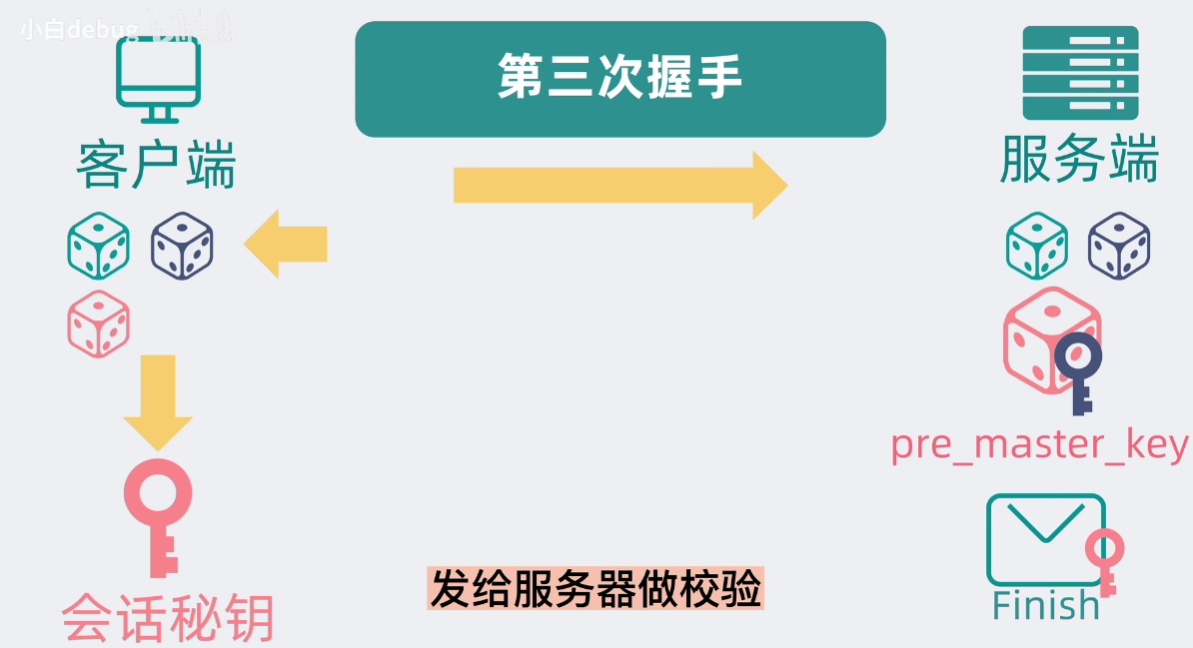 小白debug
第三次握手
客户端
服务端
pre_master_key
会话秘钥
发给服务器做校验
Finish